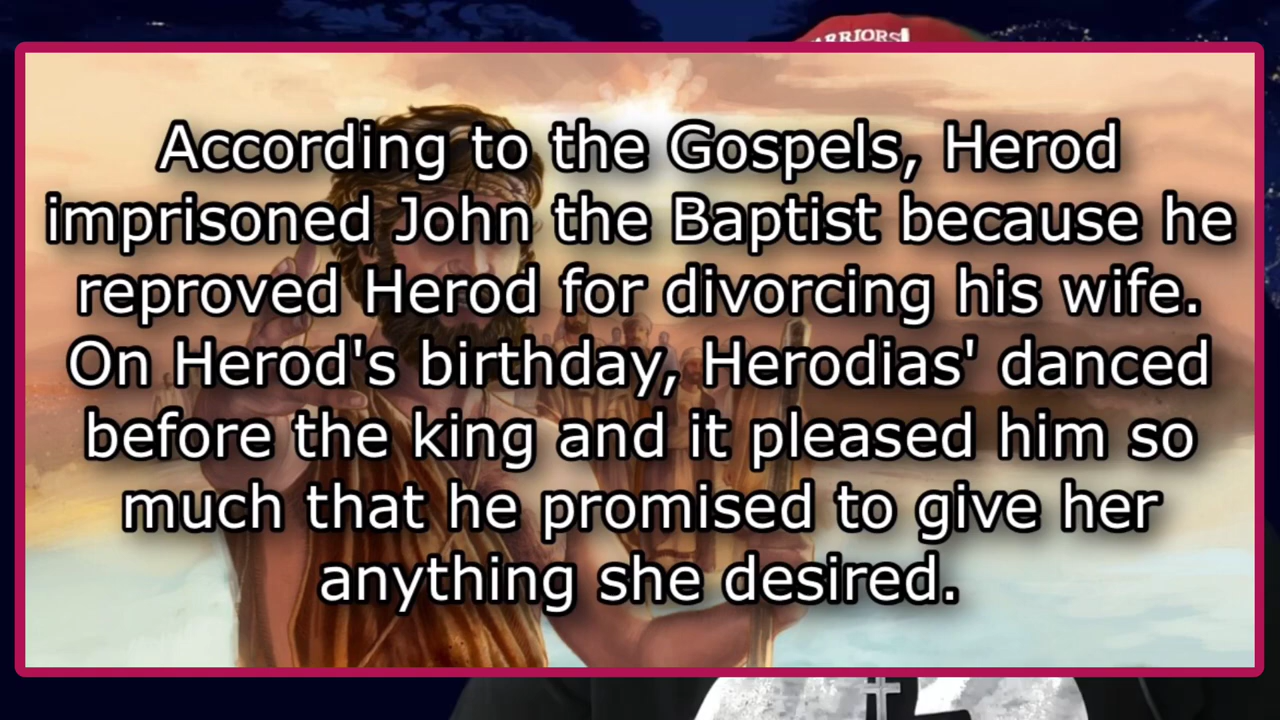 ARRIORS
According to the Gospels, Herod
imprisoned John the Baptist because he
reproved Herod for divorcing his wife.
On Herod's birthday, Herodias' danced
before the king and it pleased him so
much that he promised to give her
anything she desired.